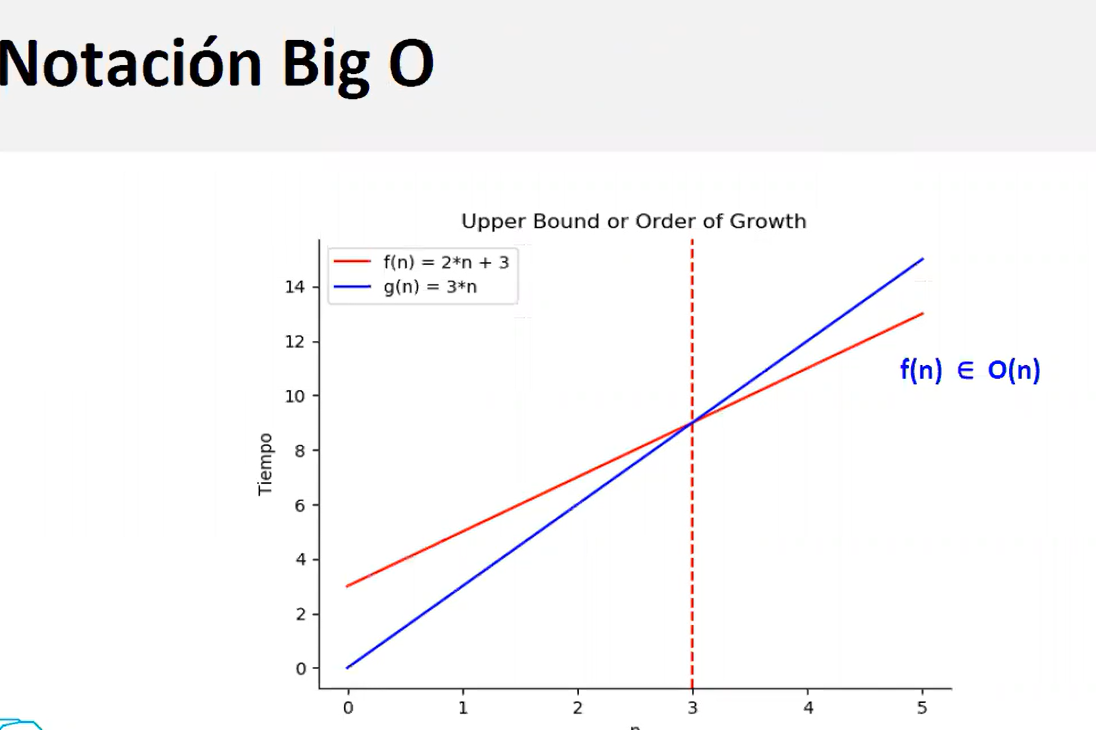 Notación Big O
Upper Bound or Order of Growth
f(n) = 2*n + 3
g(n) = 3*n
14
12
10
8
6
4
2
0
Tiempo
f(n) ∈ O(n)
0 1 2 3 4 5
n